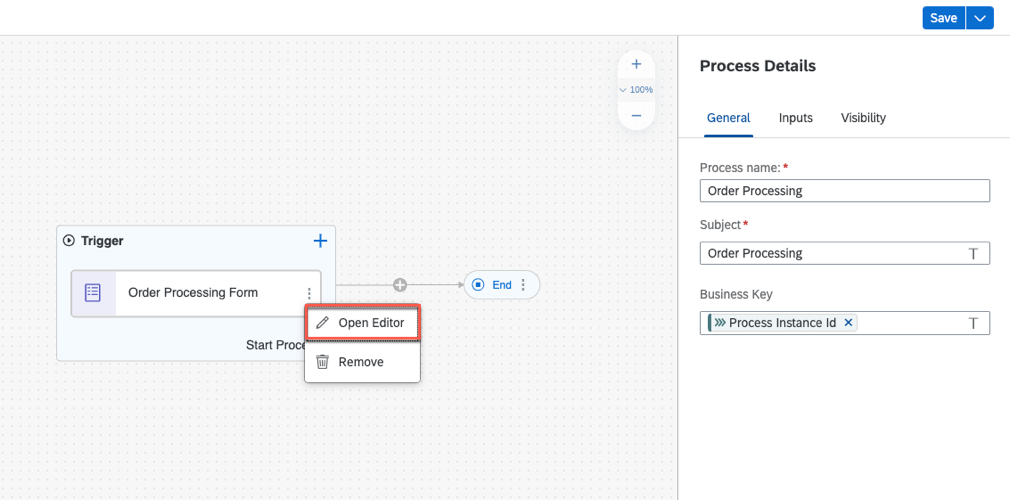 Save
100%
Process Details
General Inputs Visibility
Process name:*
Order Processing
Subject*
Order Processing
Business Key
Process Instance Id
Trigger
Order Processing Form
End
Open Editor
Start Proce
Remove